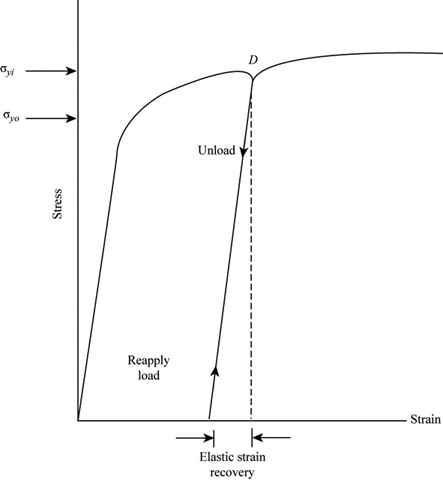 D
σyi
σyo
Unload
Stress
Reapply
load
Strain
Elastic strain
recovery